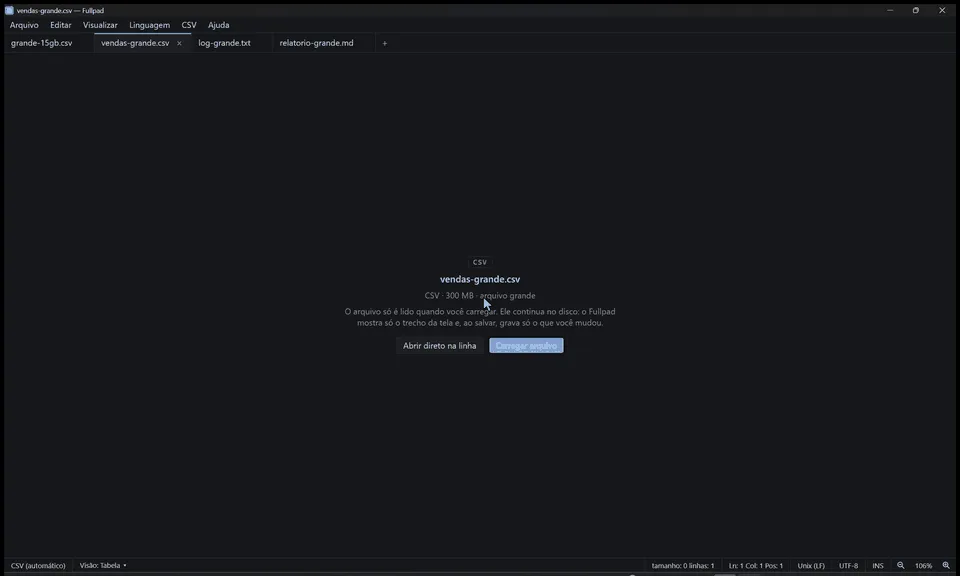 vendas-grande.csv — Fullpad
Arquivo Editar Visualizar Linguagem CSV Ajuda
grande-15gb.csv vendas-grande.csv × log-grande.txt relatorio-grande.md +
CSV
vendas-grande.csv
CSV · 300 MB · arquivo grande
O arquivo só é lido quando você carregar. Ele continua no disco: o Fullpad
mostra só o trecho da tela e, ao salvar, grava só o que você mudou.
Abrir direto na linha Carregar arquivo
CSV (automático) Visão: Tabela tamanho: 0 linhas: 1 Ln: 1 Col: 1 Pos: 1 Unix (LF) UTF-8 INS 106%